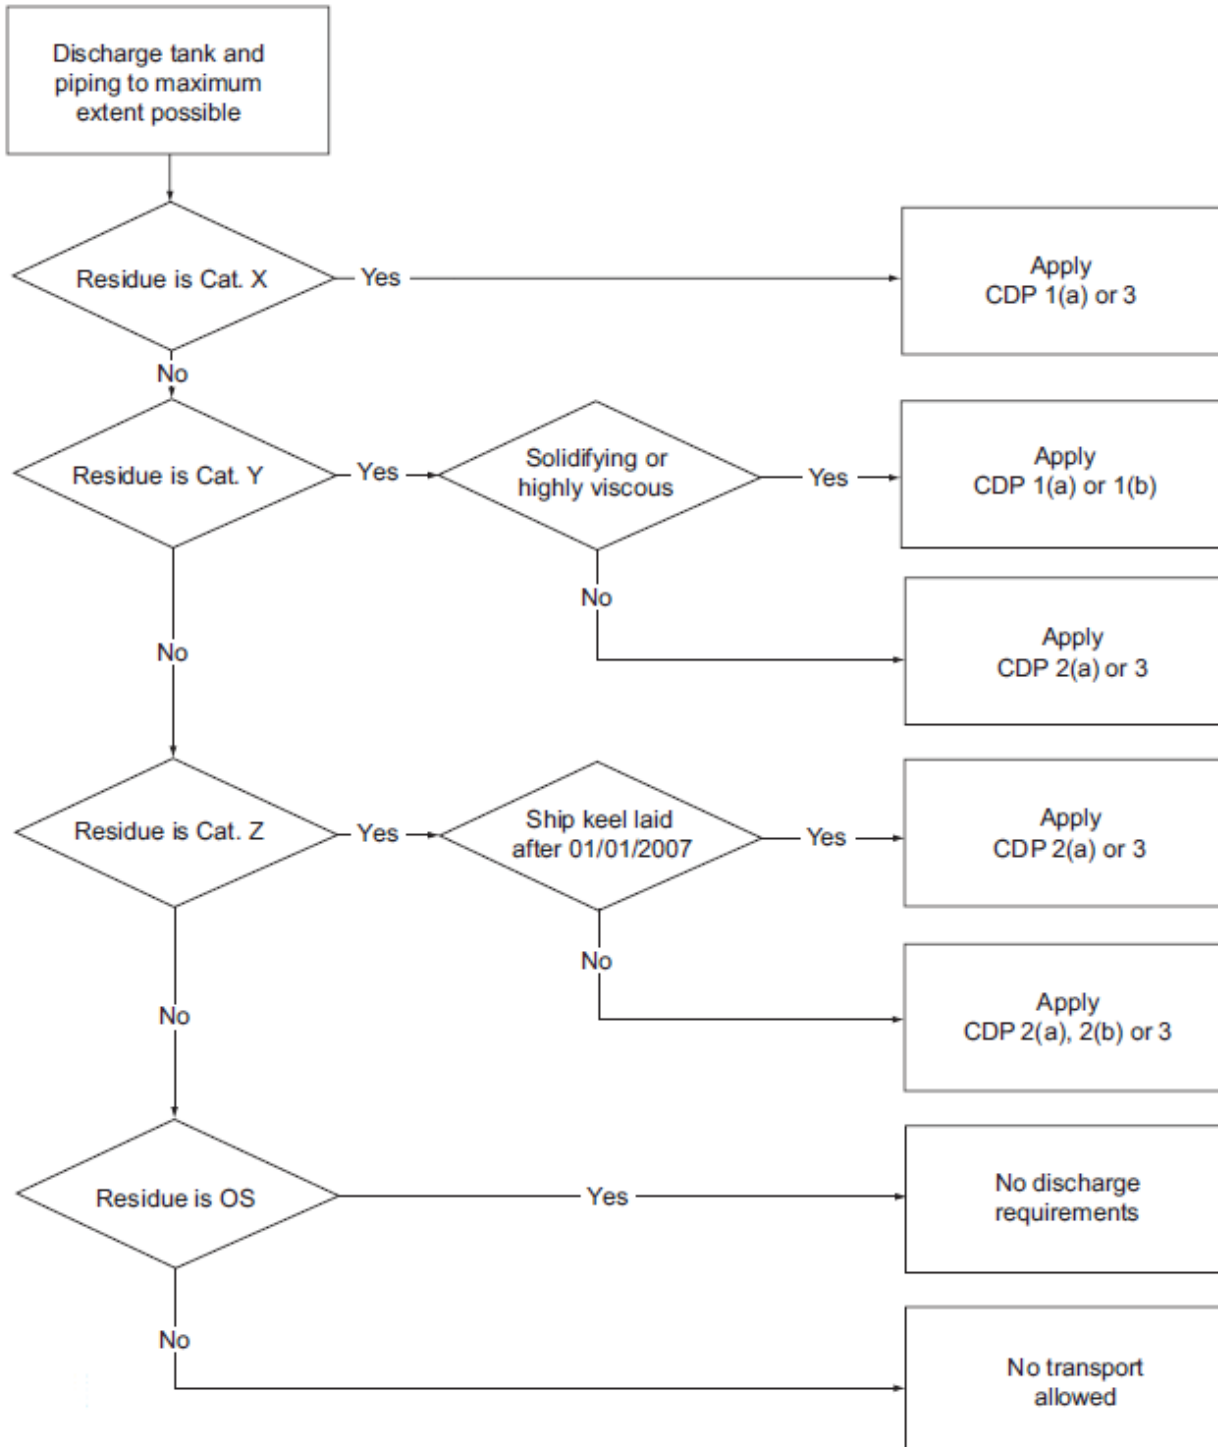 Discharge tank and
piping to maximum
extent possible
Residue is Cat. X
Yes
Apply
CDP 1(a) or 3
No
Residue is Cat. Y
Yes
Solidifying or
highly viscous
Yes
Apply
CDP 1(a) or 1(b)
No
Apply
CDP 2(a) or 3
No
Residue is Cat. Z
Yes
Ship keel laid
after 01/01/2007
Yes
Apply
CDP 2(a) or 3
No
Apply
CDP 2(a), 2(b) or 3
No
Residue is OS
Yes
No discharge
requirements
No
No transport
allowed